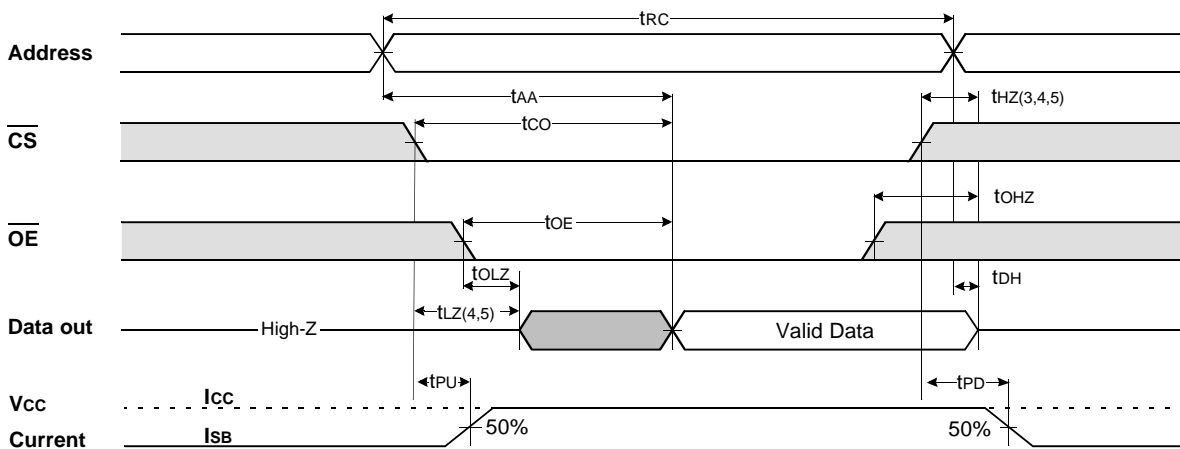 tRC
Address
tAA
tHZ(3,4,5)
tCO
CS
tOHZ
tOE
OE
tOLZ
tDH
tLZ(4,5)
Data out
High-Z
Valid Data
tPU
tPD
VCC
ICC
50%
50%
Current
ISB